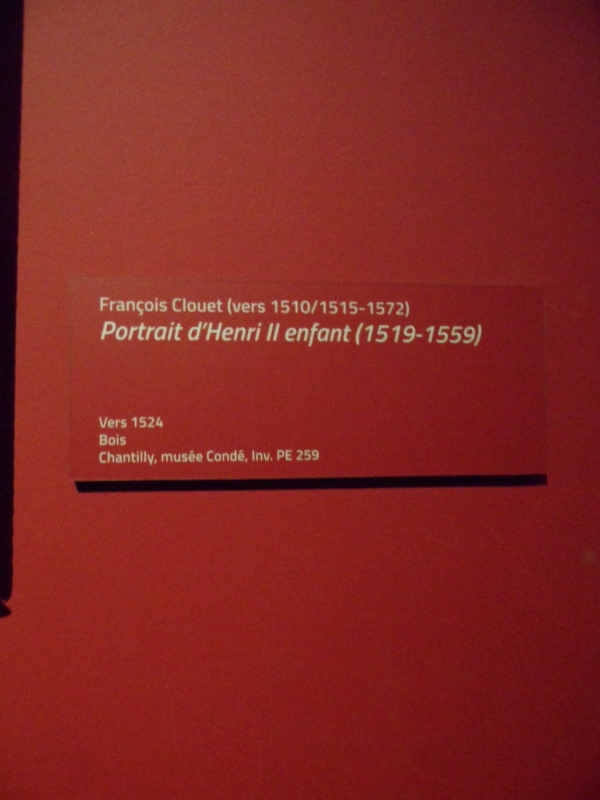 François Clouet (vers 1510/1515-1572)
Portrait d'Henri II enfant (1519-1559)
Vers 1524
Bois
Chantilly, musée Condé, Inv. PE 259